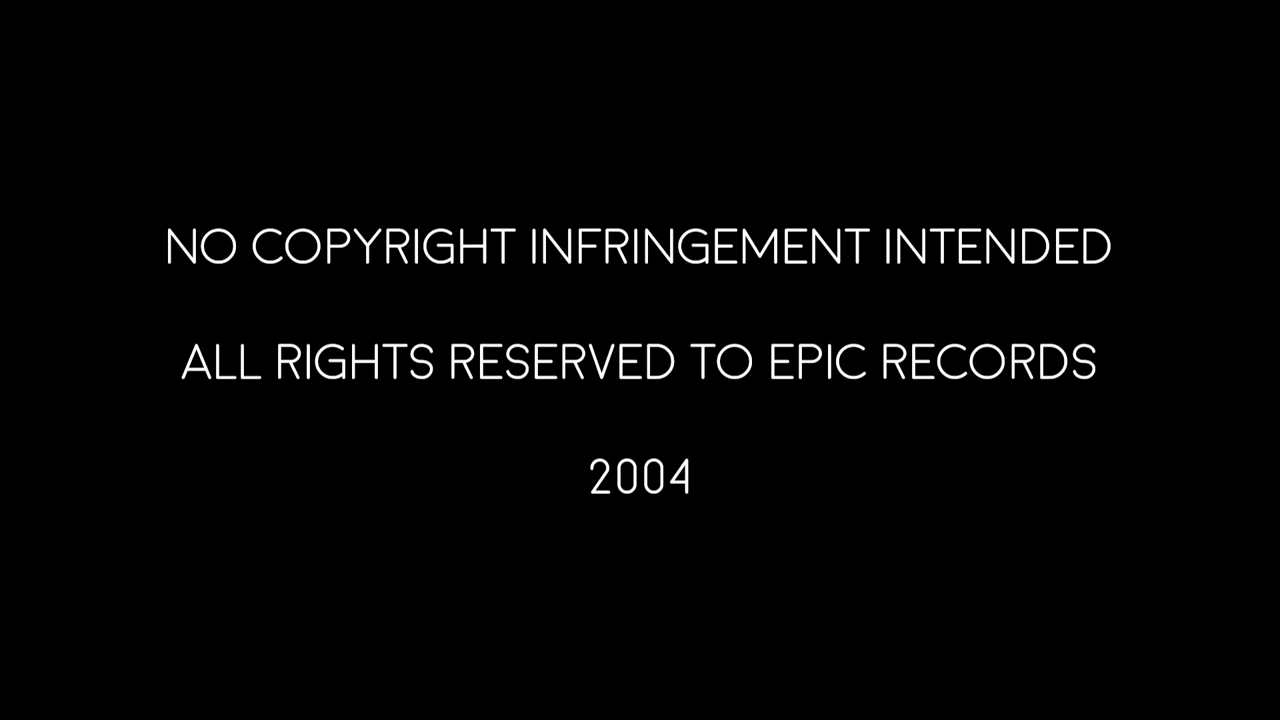 NO COPYRIGHT INFRINGEMENT INTENDED
ALL RIGHTS RESERVED TO EPIC RECORDS
2004